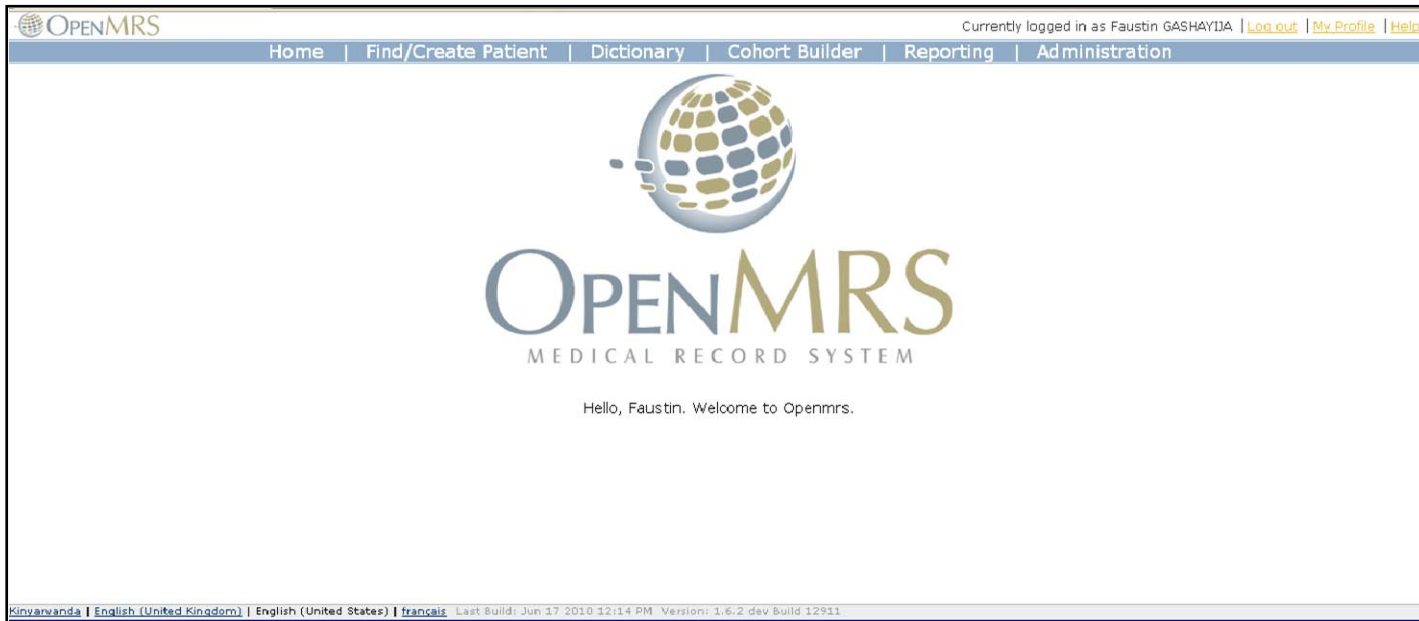 OPENMRS
Currently logged in as Faustin GASHAYIJA | Log out | My Profile | Help
Home | Find/Create Patient | Dictionary | Cohort Builder | Reporting | Administration
OPENMRS
MEDICAL RECORD SYSTEM
Hello, Faustin. Welcome to Openmrs.
Kinyarwanda | English (United Kingdom) | English (United States) | français Last Build: Jun 17 2010 12:14 PM Version: 1.6.2 dev Build 12911